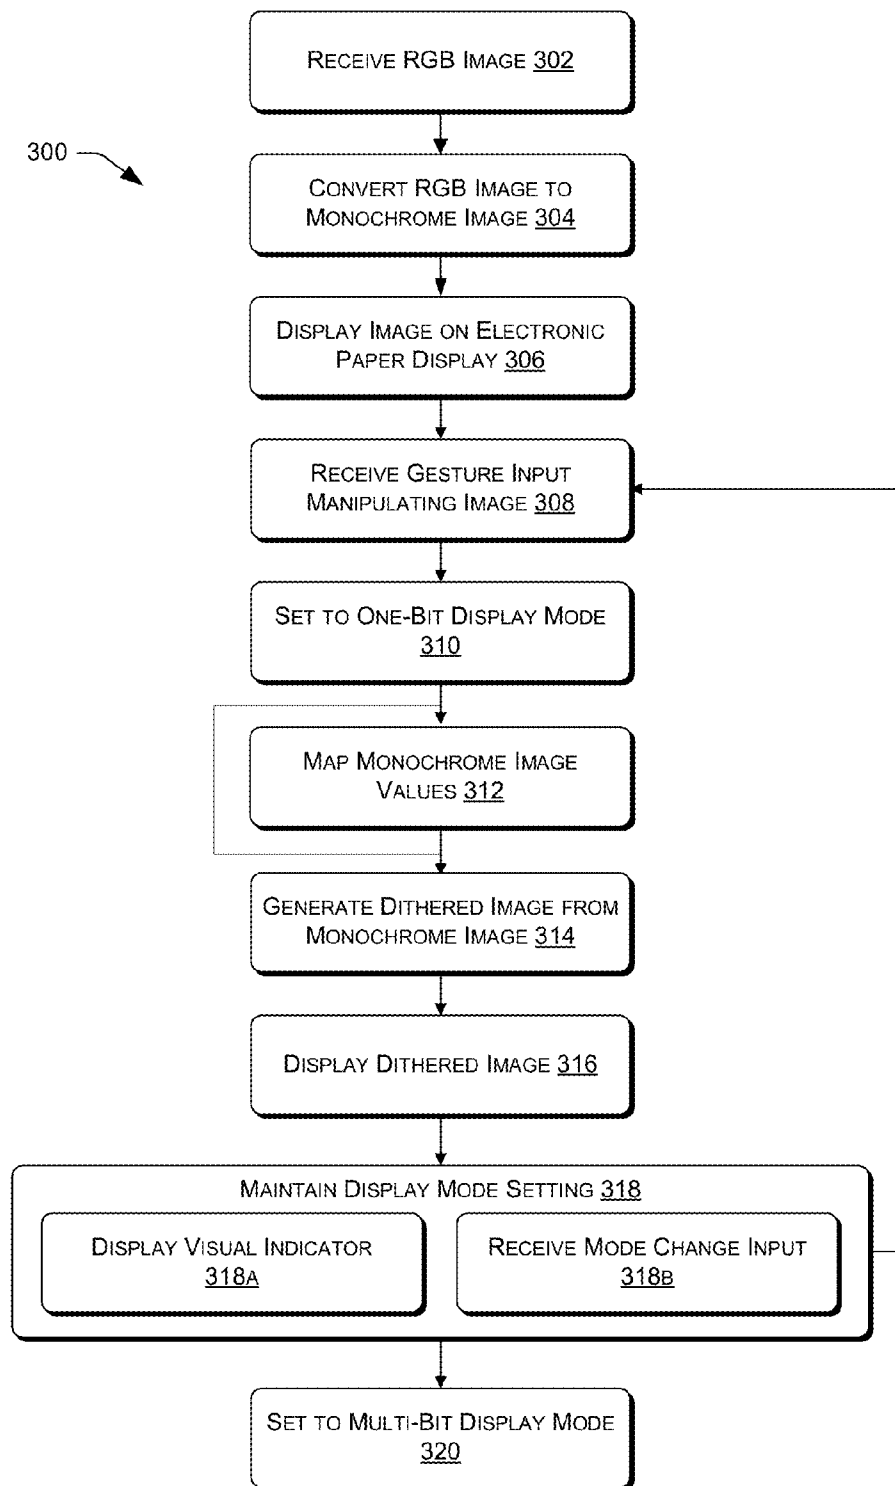 RECEIVE RGB IMAGE 302
300
CONVERT RGB IMAGE TO
MONOCHROME IMAGE 304
DISPLAY IMAGE ON ELECTRONIC
PAPER DISPLAY 306
RECEIVE GESTURE INPUT
MANIPULATING IMAGE 308
SET TO ONE-BIT DISPLAY MODE
310
MAP MONOCHROME IMAGE
VALUES 312
GENERATE DITHERED IMAGE FROM
MONOCHROME IMAGE 314
DISPLAY DITHERED IMAGE 316
MAINTAIN DISPLAY MODE SETTING 318
DISPLAY VISUAL INDICATOR
318A
RECEIVE MODE CHANGE INPUT
318B
SET TO MULTI-BIT DISPLAY MODE
320